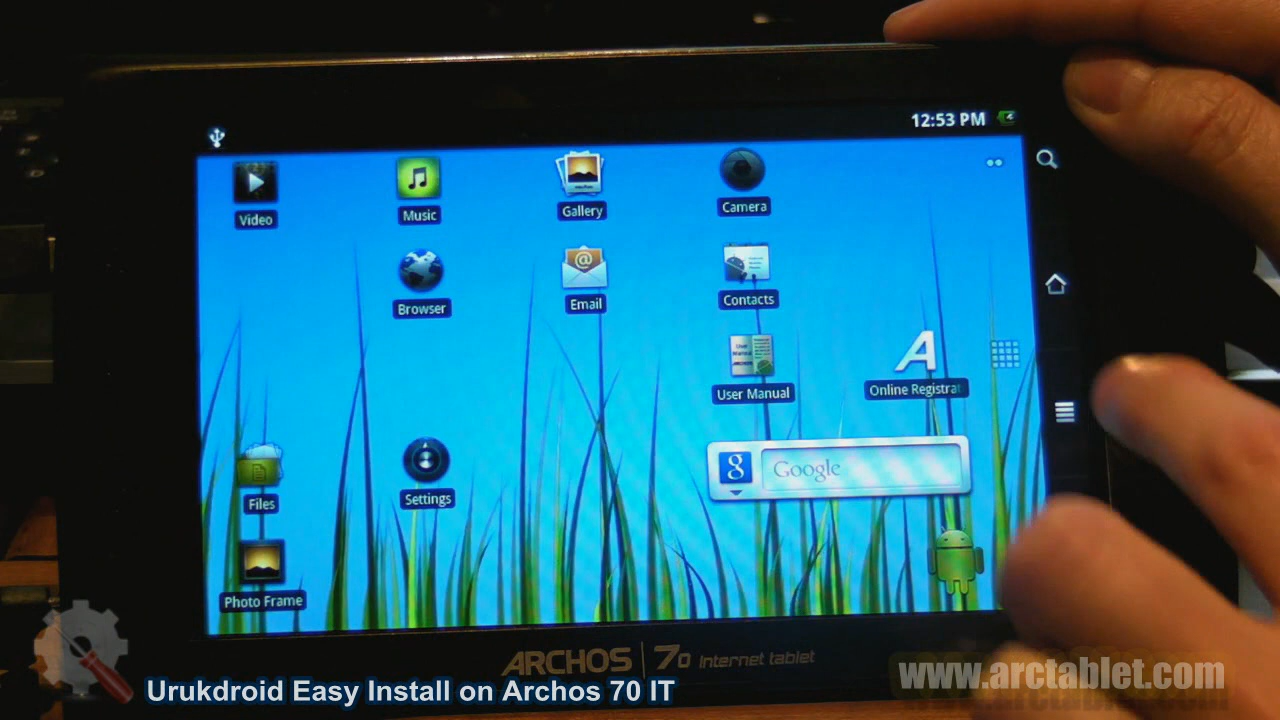 12:53 PM
Video
Music
Gallery
Camera
Browser
Email
Contacts
User Manual
Online Registrat
Files
Settings
Google
Photo Frame
ARCHOS 70 Internet tablet
Urukdroid Easy Install on Archos 70 IT
www.arctablet.com